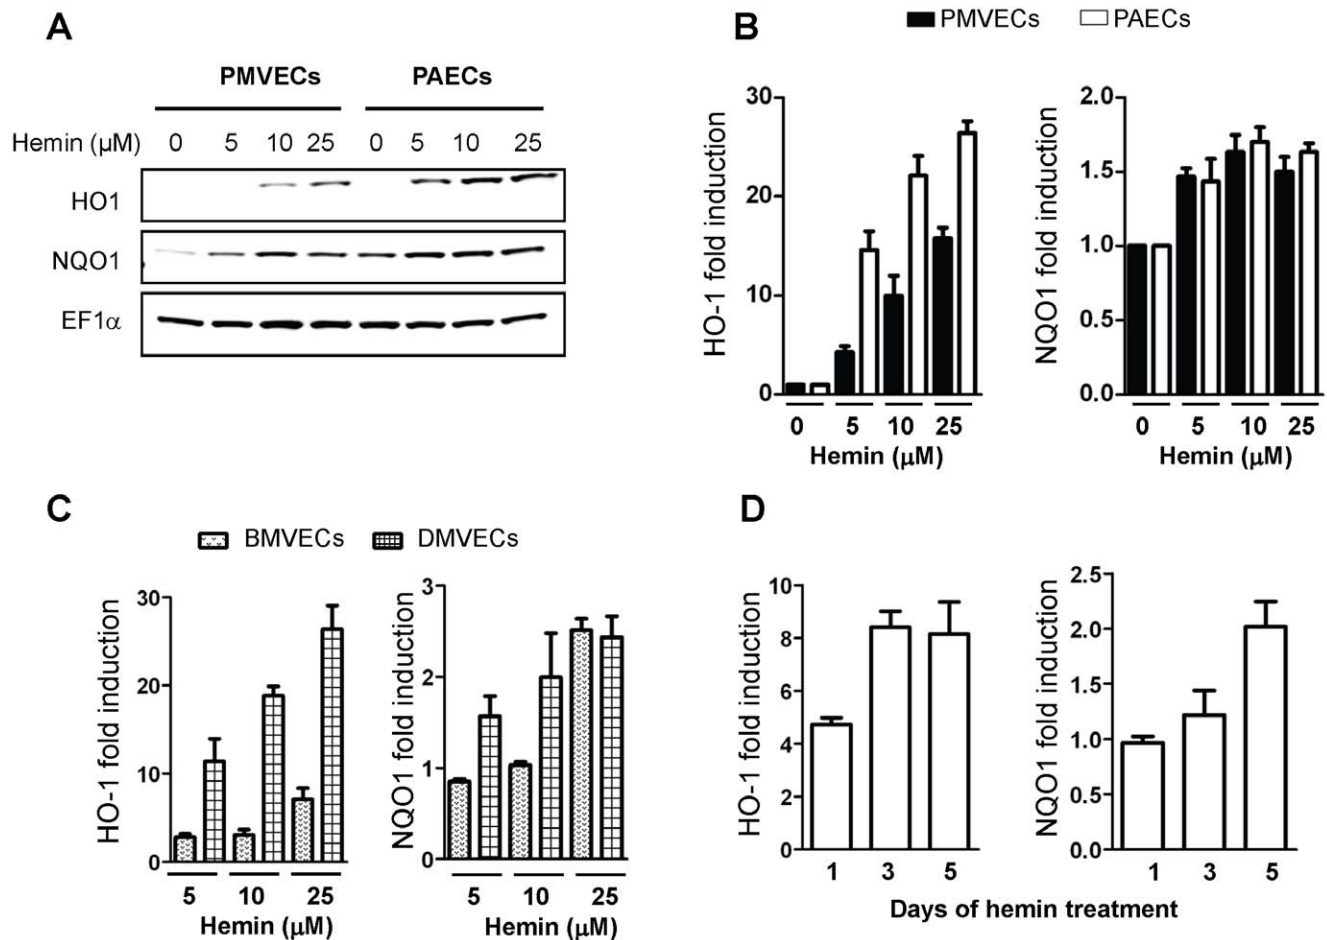 A
PMVECs PAECs
Hemin (μM) 0 5 10 25 0 5 10 25
HO1
NQO1
EF1α
B
PMVECs PAECs
HO-1 fold induction
30
20
10
0
0 5 10 25
Hemin (μM)
NQO1 fold induction
2.0
1.5
1.0
0.5
0.0
0 5 10 25
Hemin (μM)
C
BMVECs DMVECs
HO-1 fold induction
30
20
10
0
5 10 25
Hemin (μM)
NQO1 fold induction
3
2
1
0
5 10 25
Hemin (μM)
D
HO-1 fold induction
10
8
6
4
2
0
1 3 5
NQO1 fold induction
2.5
2.0
1.5
1.0
0.5
0.0
1 3 5
Days of hemin treatment